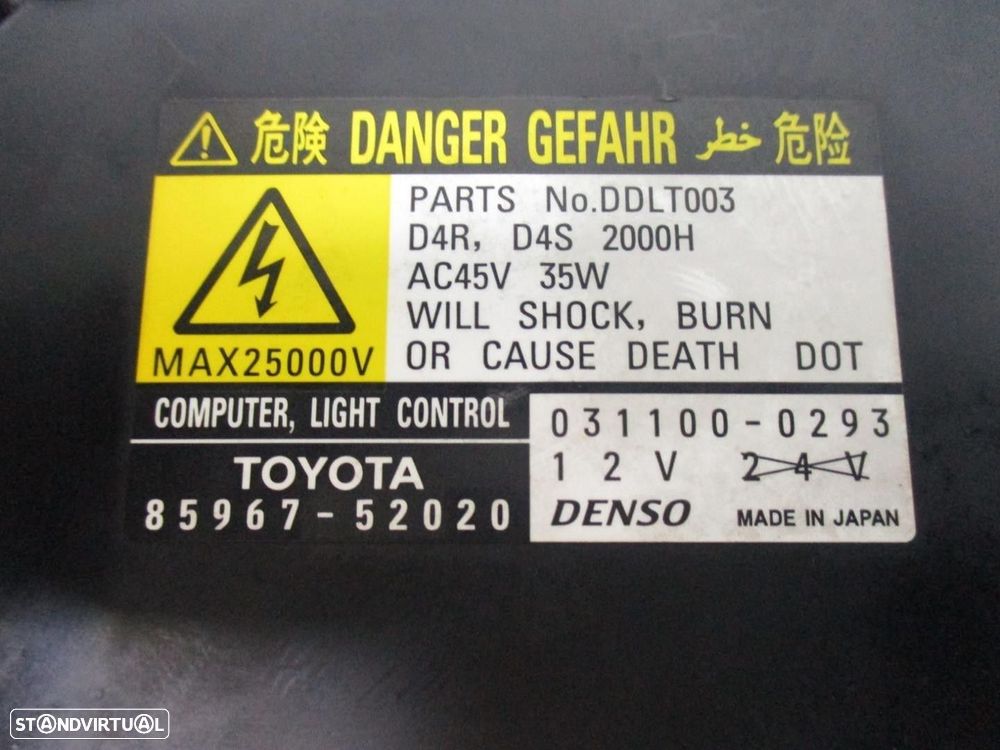 危険 DANGER GEFAHR خطر 危险
PARTS No.DDLT003
D4R, D4S 2000H
AC45V 35W
WILL SHOCK, BURN
OR CAUSE DEATH DOT
MAX25000V
COMPUTER, LIGHT CONTROL
TOYOTA
85967-52020
031100-0293
12V 24V
DENSO MADE IN JAPAN
STANDVIRTUAL